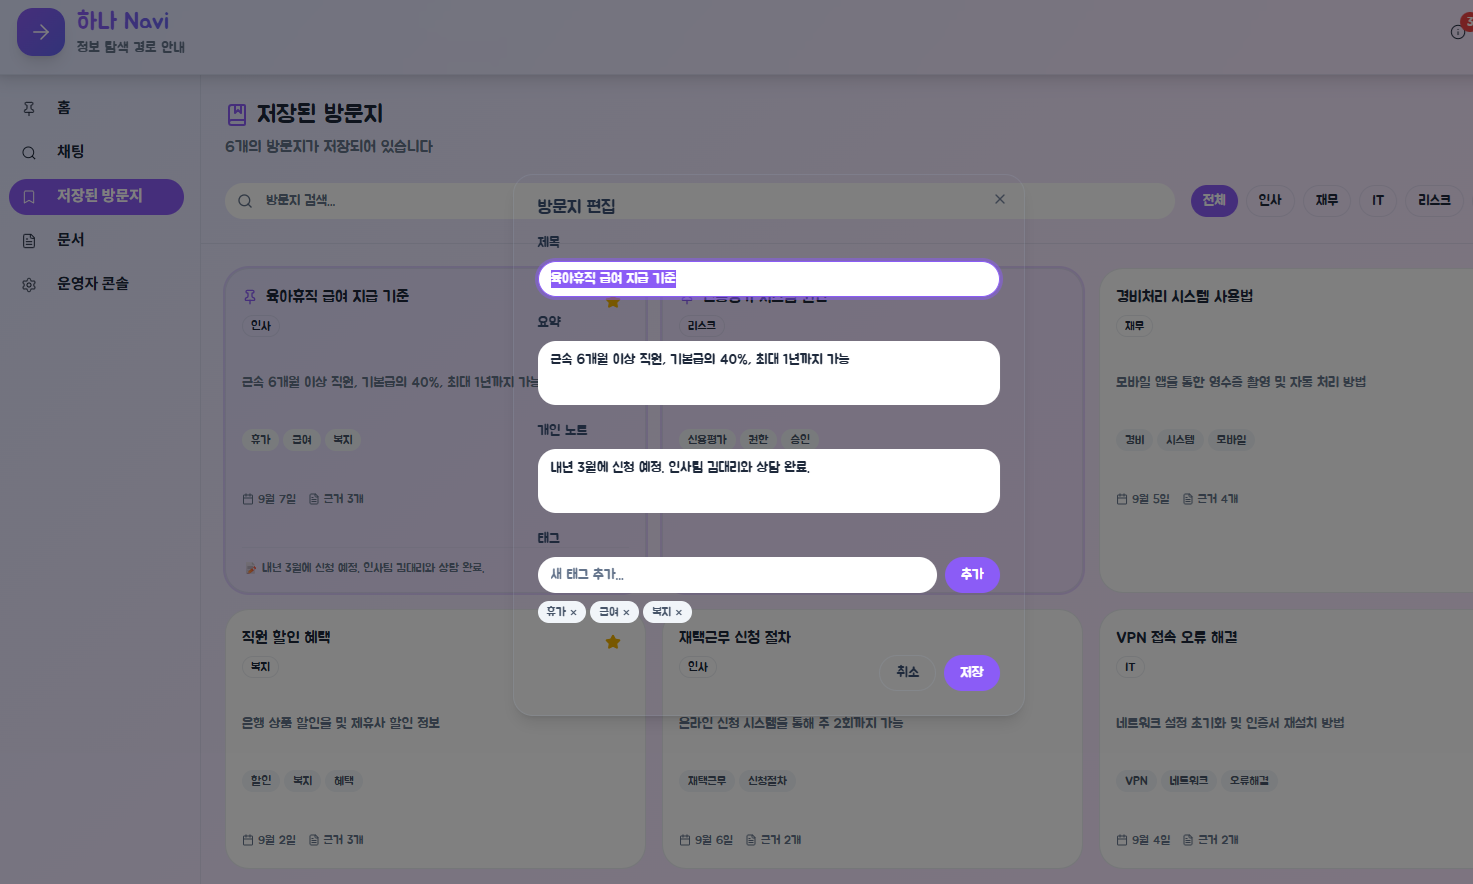 하나 Navi
정보 탐색 경로 안내
3
홈
채팅
저장된 방문지
문서
운영자 콘솔
저장된 방문지
6개의 방문지가 저장되어 있습니다
방문지 검색...
전체
인사
재무
IT
리스크
방문지 편집
제목
육아휴직 급여 지급 기준
요약
근속 6개월 이상 직원, 기본급의 40%, 최대 1년까지 가능
개인 노트
내년 3월에 신청 예정, 인사팀 김대리와 상담 완료.
태그
새 태그 추가...
추가
휴가 ×
급여 ×
복지 ×
취소
저장
육아휴직 급여 지급 기준
인사
근속 6개월 이상 직원, 기본급의 40%, 최대 1년까지 가능
휴가
급여
복지
9월 7일
근거 3개
내년 3월에 신청 예정, 인사팀 김대리와 상담 완료.
리스크
신용평가
권한
승인
경비처리 시스템 사용법
재무
모바일 앱을 통한 영수증 촬영 및 자동 처리 방법
경비
시스템
모바일
9월 5일
근거 4개
직원 할인 혜택
복지
은행 상품 할인율 및 제휴사 할인 정보
할인
복지
혜택
9월 2일
근거 3개
재택근무 신청 절차
인사
온라인 신청 시스템을 통해 주 2회까지 가능
재택근무
신청절차
9월 6일
근거 2개
VPN 접속 오류 해결
IT
네트워크 설정 초기화 및 인증서 재설치 방법
VPN
네트워크
오류해결
9월 4일
근거 2개